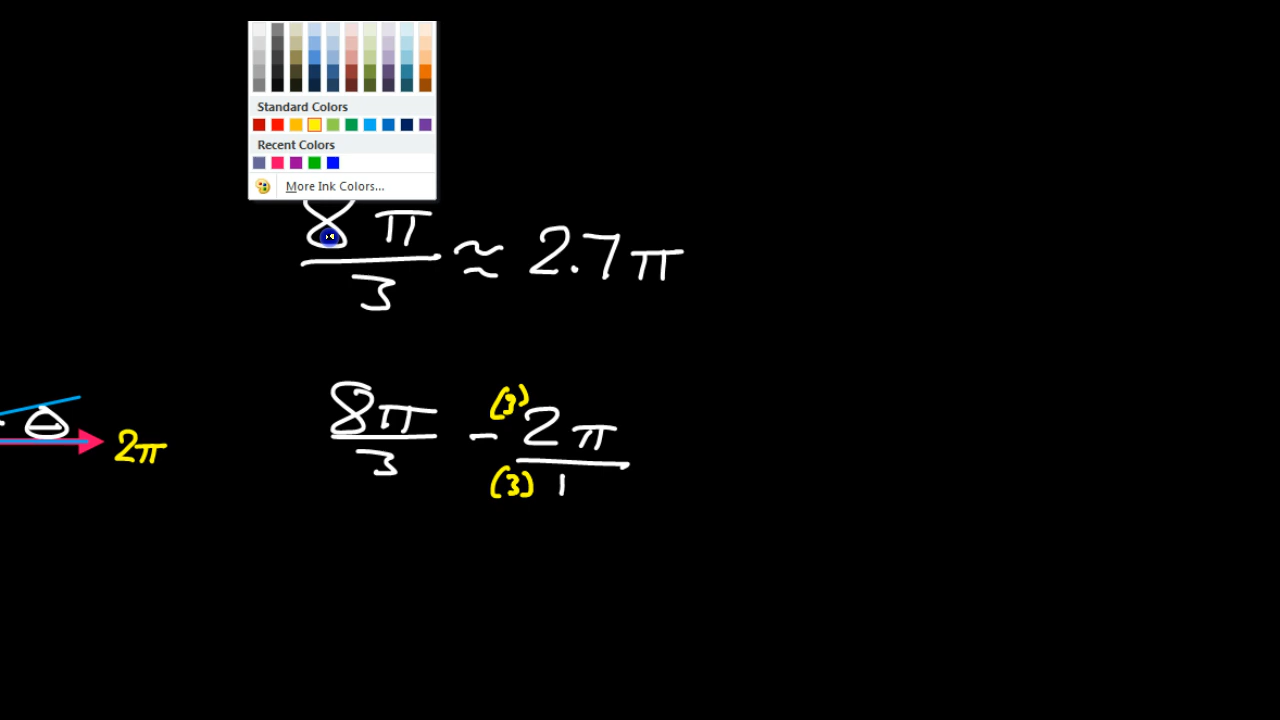 Standard Colors
Recent Colors
More Ink Colors...
8π
3
≈ 2.7π
θ
2π
8π
3
- (3) 2π
(3) 1